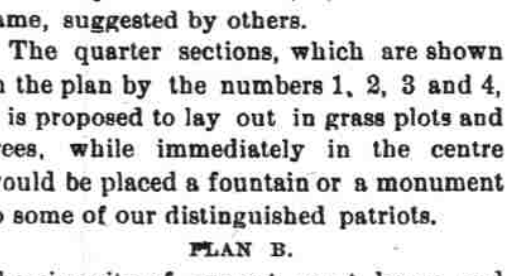 ame, suggested by others.
The quarter sections, which are shown
n the plan by the numbers 1, 2, 3 and 4,
is proposed to lay out in grass plots and
rees, while immediately in the centre
would be placed a fountain or a monument
o some of our distinguished patriots.
PLAN B.